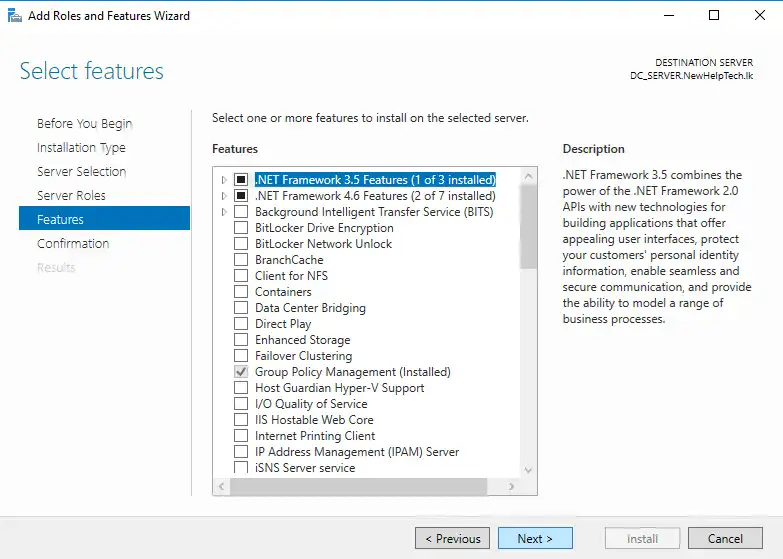 Add Roles and Features Wizard
Select features
DESTINATION SERVER
DC_SERVER.NewHelpTech.lk
Before You Begin
Installation Type
Server Selection
Server Roles
Features
Confirmation
Results
Select one or more features to install on the selected server.
Features
.NET Framework 3.5 Features (1 of 3 installed)
.NET Framework 4.6 Features (2 of 7 installed)
Background Intelligent Transfer Service (BITS)
BitLocker Drive Encryption
BitLocker Network Unlock
BranchCache
Client for NFS
Containers
Data Center Bridging
Direct Play
Enhanced Storage
Failover Clustering
Group Policy Management (Installed)
Host Guardian Hyper-V Support
I/O Quality of Service
IIS Hostable Web Core
Internet Printing Client
IP Address Management (IPAM) Server
iSNS Server service
Description
.NET Framework 3.5 combines the
power of the .NET Framework 2.0
APIs with new technologies for
building applications that offer
appealing user interfaces, protect
your customers' personal identity
information, enable seamless and
secure communication, and provide
the ability to model a range of
business processes.
< Previous
Next >
Install
Cancel